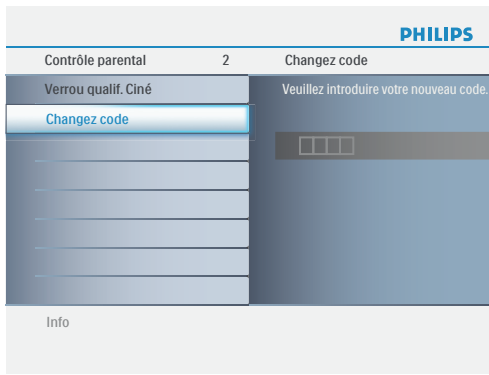 PHILIPS
Contrôle parental 2 Changez code
Verrou qualif. Ciné
Veuillez introduire votre nouveau code.
Changez code
Info